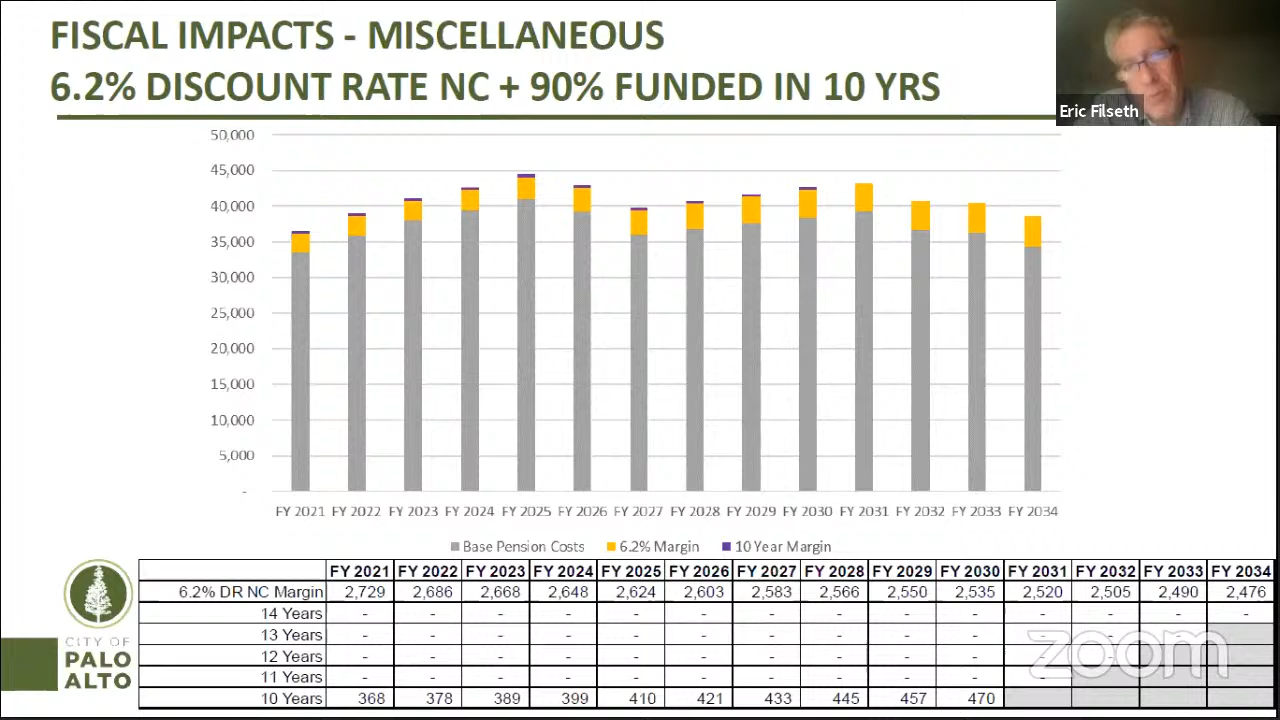 FISCAL IMPACTS - MISCELLANEOUS
6.2% DISCOUNT RATE NC + 90% FUNDED IN 10 YRS
Eric Filseth
50,000
45,000
40,000
35,000
30,000
25,000
20,000
15,000
10,000
5,000
-
FY 2021 FY 2022 FY 2023 FY 2024 FY 2025 FY 2026 FY 2027 FY 2028 FY 2029 FY 2030 FY 2031 FY 2032 FY 2033 FY 2034
Base Pension Costs 6.2% Margin 10 Year Margin
FY 2021 FY 2022 FY 2023 FY 2024 FY 2025 FY 2026 FY 2027 FY 2028 FY 2029 FY 2030 FY 2031 FY 2032 FY 2033 FY 2034
6.2% DR NC Margin 2,729 2,686 2,668 2,648 2,624 2,603 2,583 2,566 2,550 2,535 2,520 2,505 2,490 2,476
14 Years - - - - - - - - - - - - - -
13 Years - - - - - - - - - - - - -
12 Years - - - - - - - - - - - -
11 Years - - - - - - - - - - -
10 Years 368 378 389 399 410 421 433 445 457 470
CITY OF
PALO
ALTO
zoom